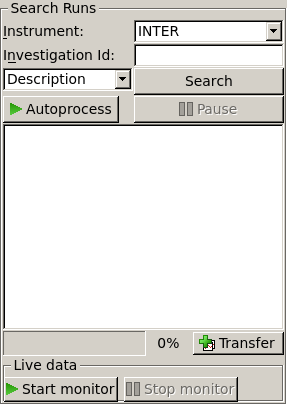 Search Runs
Instrument: INTER
Investigation Id:
Description Search
Autoprocess Pause
0% Transfer
Live data
Start monitor Stop monitor